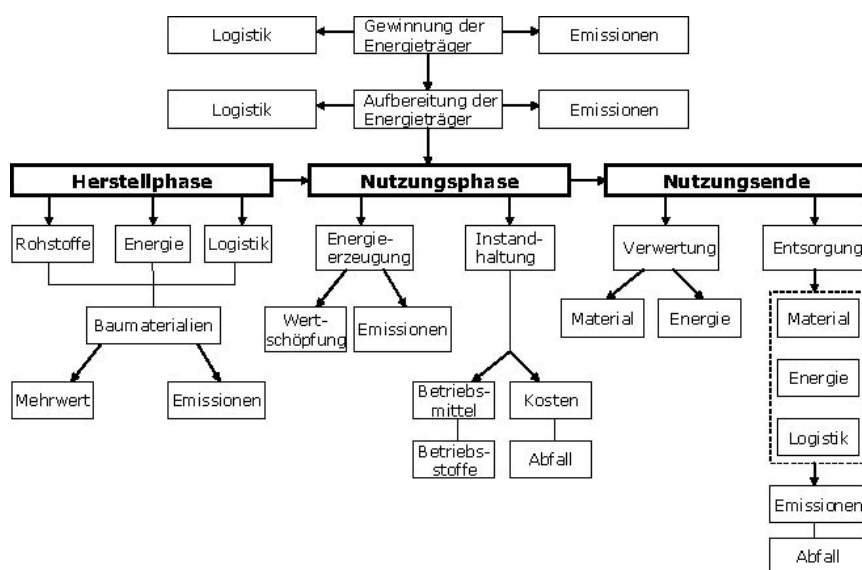 Logistik
Gewinnung der
Energieträger
Emissionen
Logistik
Aufbereitung der
Energieträger
Emissionen
Herstellphase
Nutzungsphase
Nutzungsende
Rohstoffe
Energie
Logistik
Energie-
erzeugung
Instand-
haltung
Verwertung
Entsorgung
Baumaterialien
Wert-
schöpfung
Emissionen
Material
Energie
Material
Mehrwert
Emissionen
Betriebs-
mittel
Kosten
Energie
Betriebs-
stoffe
Abfall
Logistik
Emissionen
Abfall